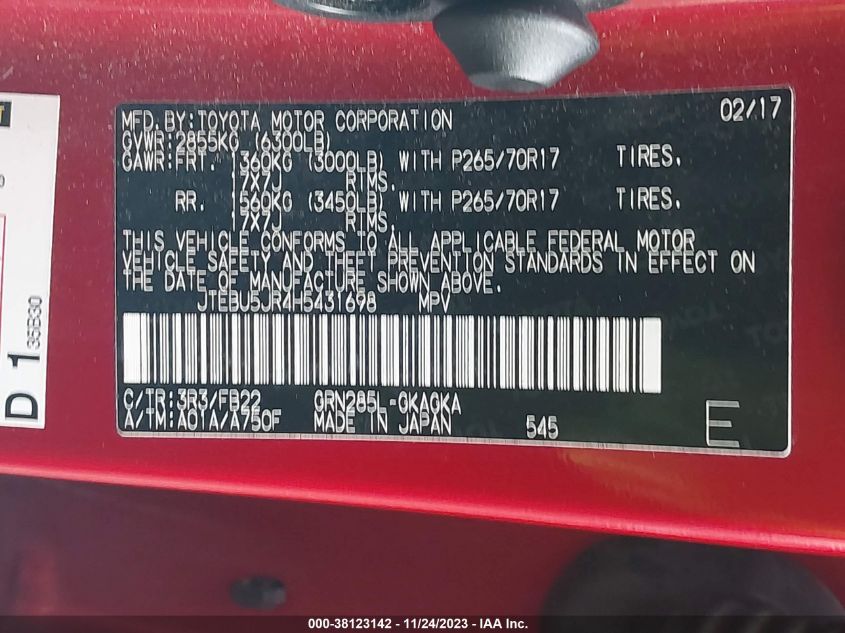 MFD. BY: TOYOTA MOTOR CORPORATION 02/17
GVWR: 2855KG (6300LB)
GAWR: FRT. 1360KG (3000LB) WITH P265/70R17 TIRES.
17X7J RIMS.
RR. 1560KG (3450LB) WITH P265/70R17 TIRES.
17X7J RIMS.
THIS VEHICLE CONFORMS TO ALL APPLICABLE FEDERAL MOTOR
VEHICLE SAFETY AND THEFT PREVENTION STANDARDS IN EFFECT ON
THE DATE OF MANUFACTURE SHOWN ABOVE.
JTEBU5JR4H5431698 MPV
C/TR: 3R3/FB22 GRN285L-GKAGKA
A/TM: A01A/A750F MADE IN JAPAN 545
E
D 1 35B30
000-38123142 - 11/24/2023 - IAA Inc.